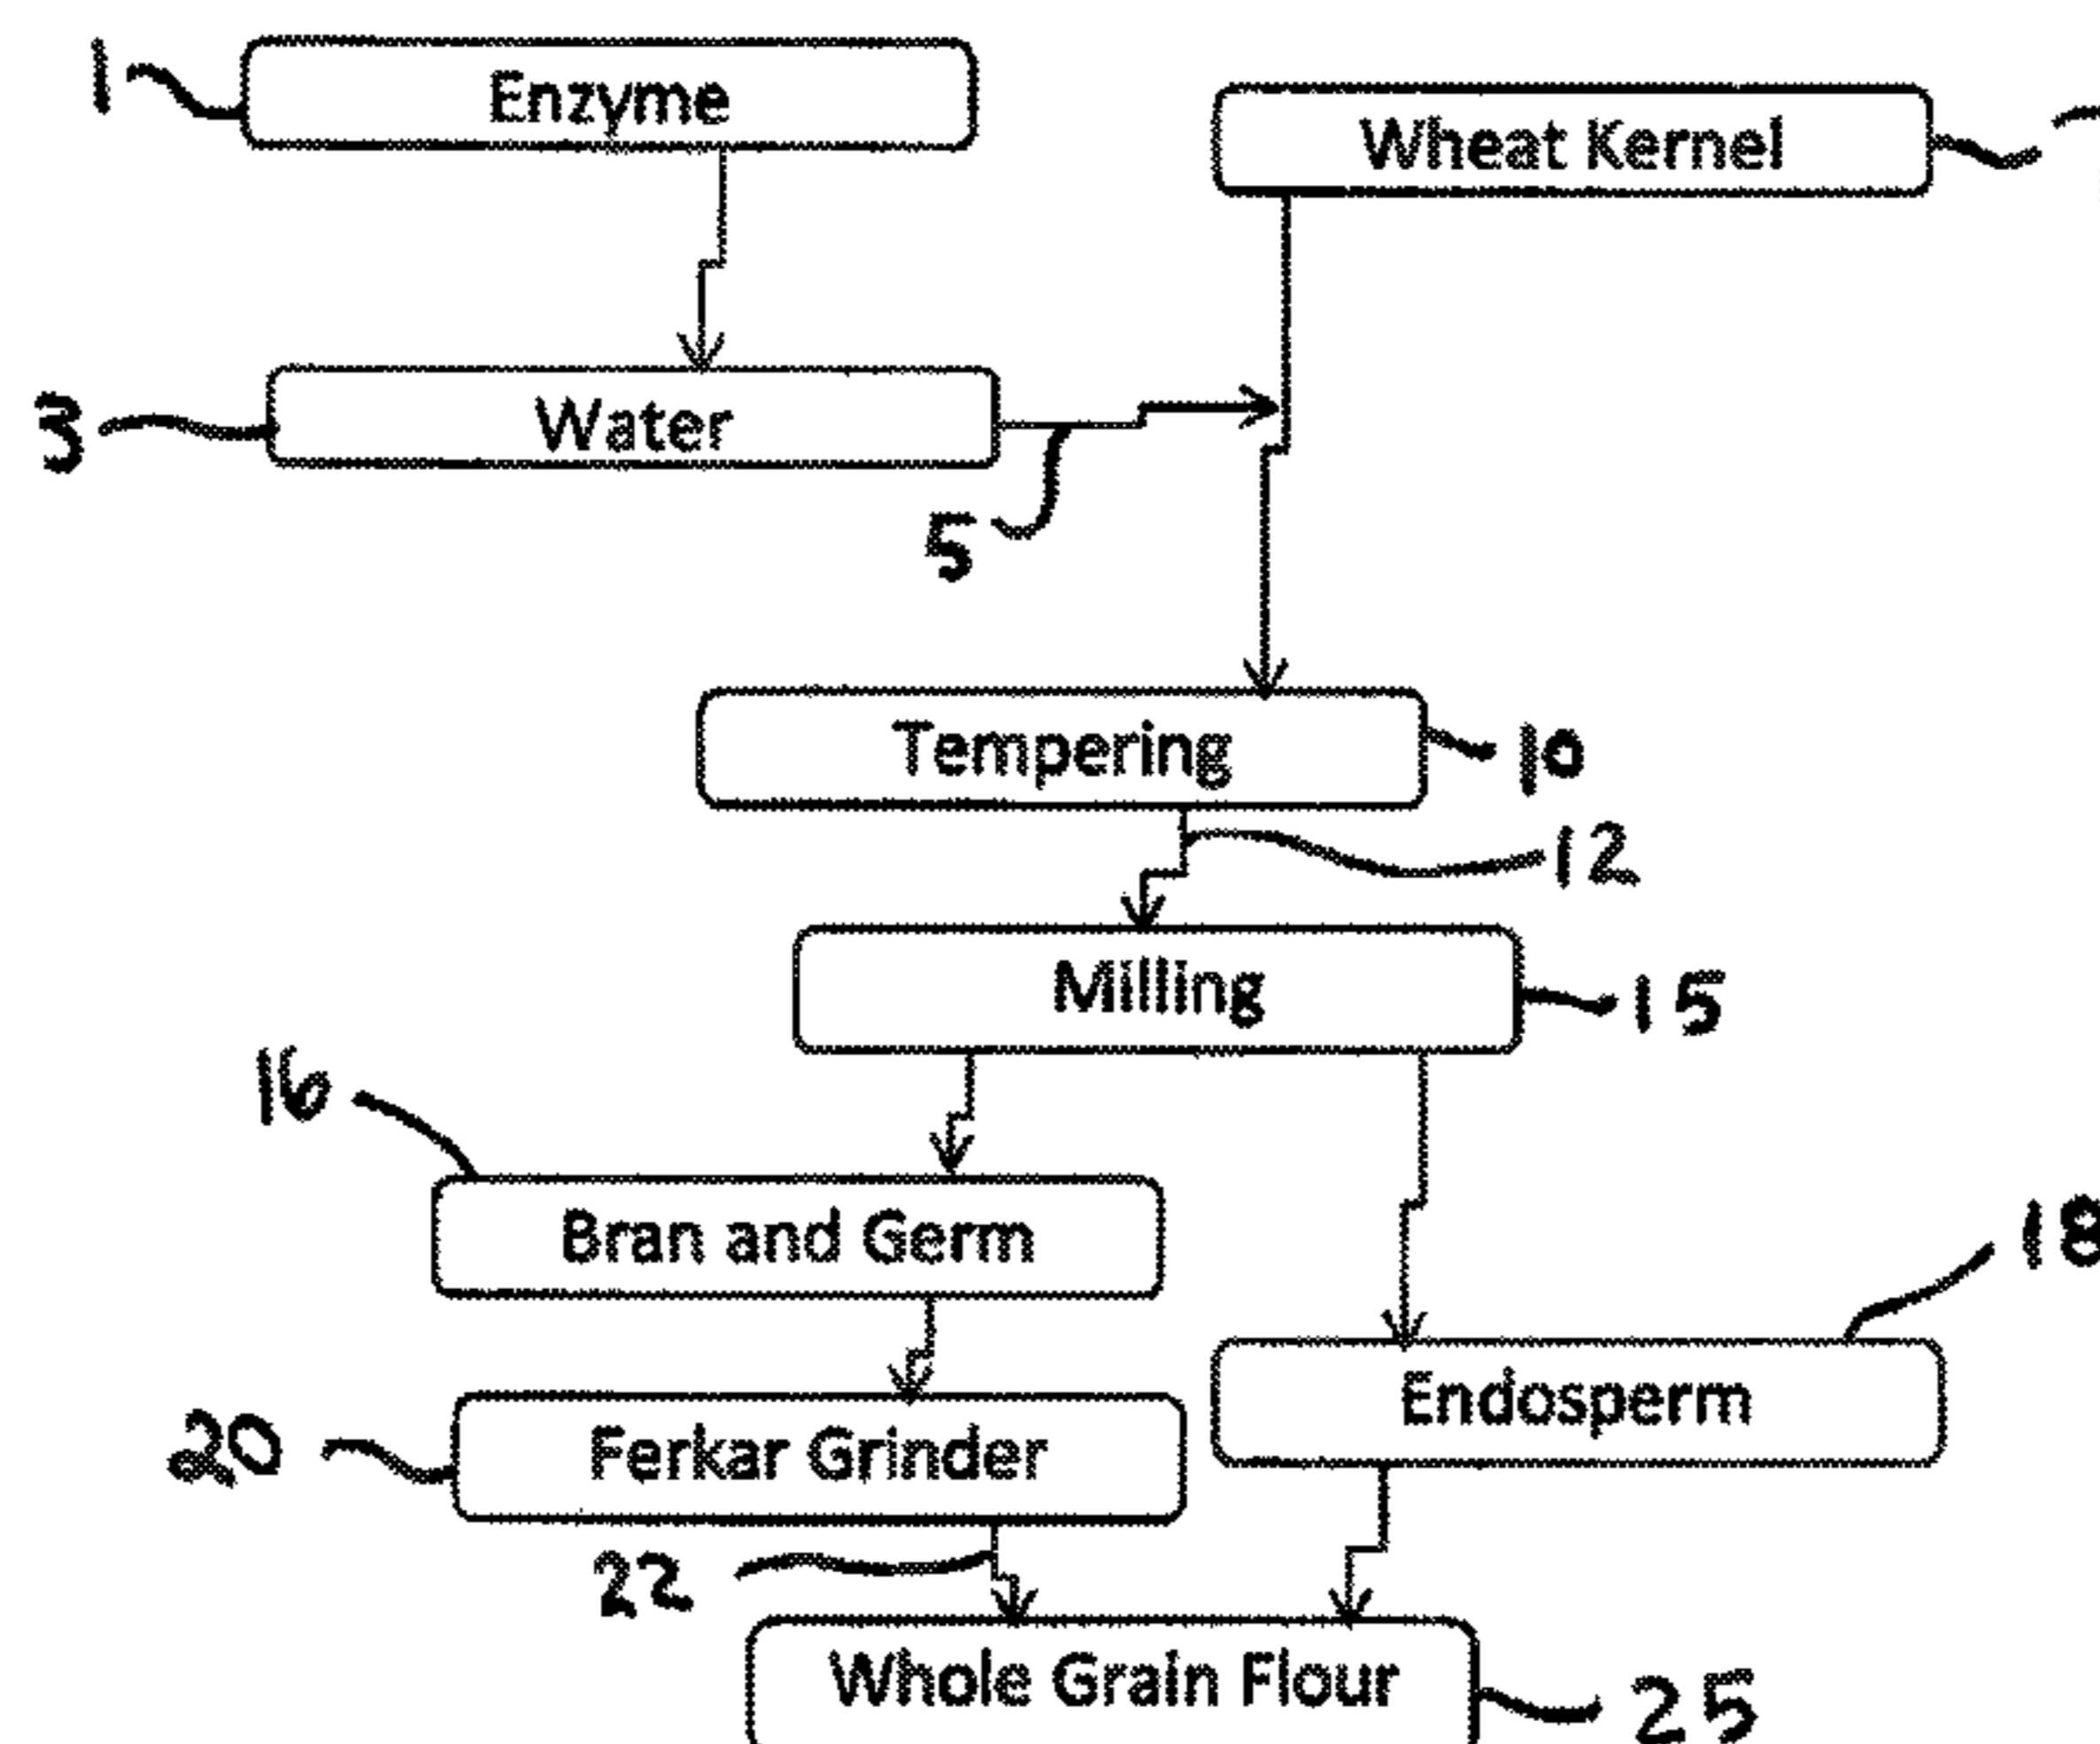 1 Enzyme
Wheat Kernel
3 Water
5
Tempering 10
12
Milling 15
16
Bran and Germ
18
Endosperm
20 Ferkar Grinder
22
Whole Grain Flour 25